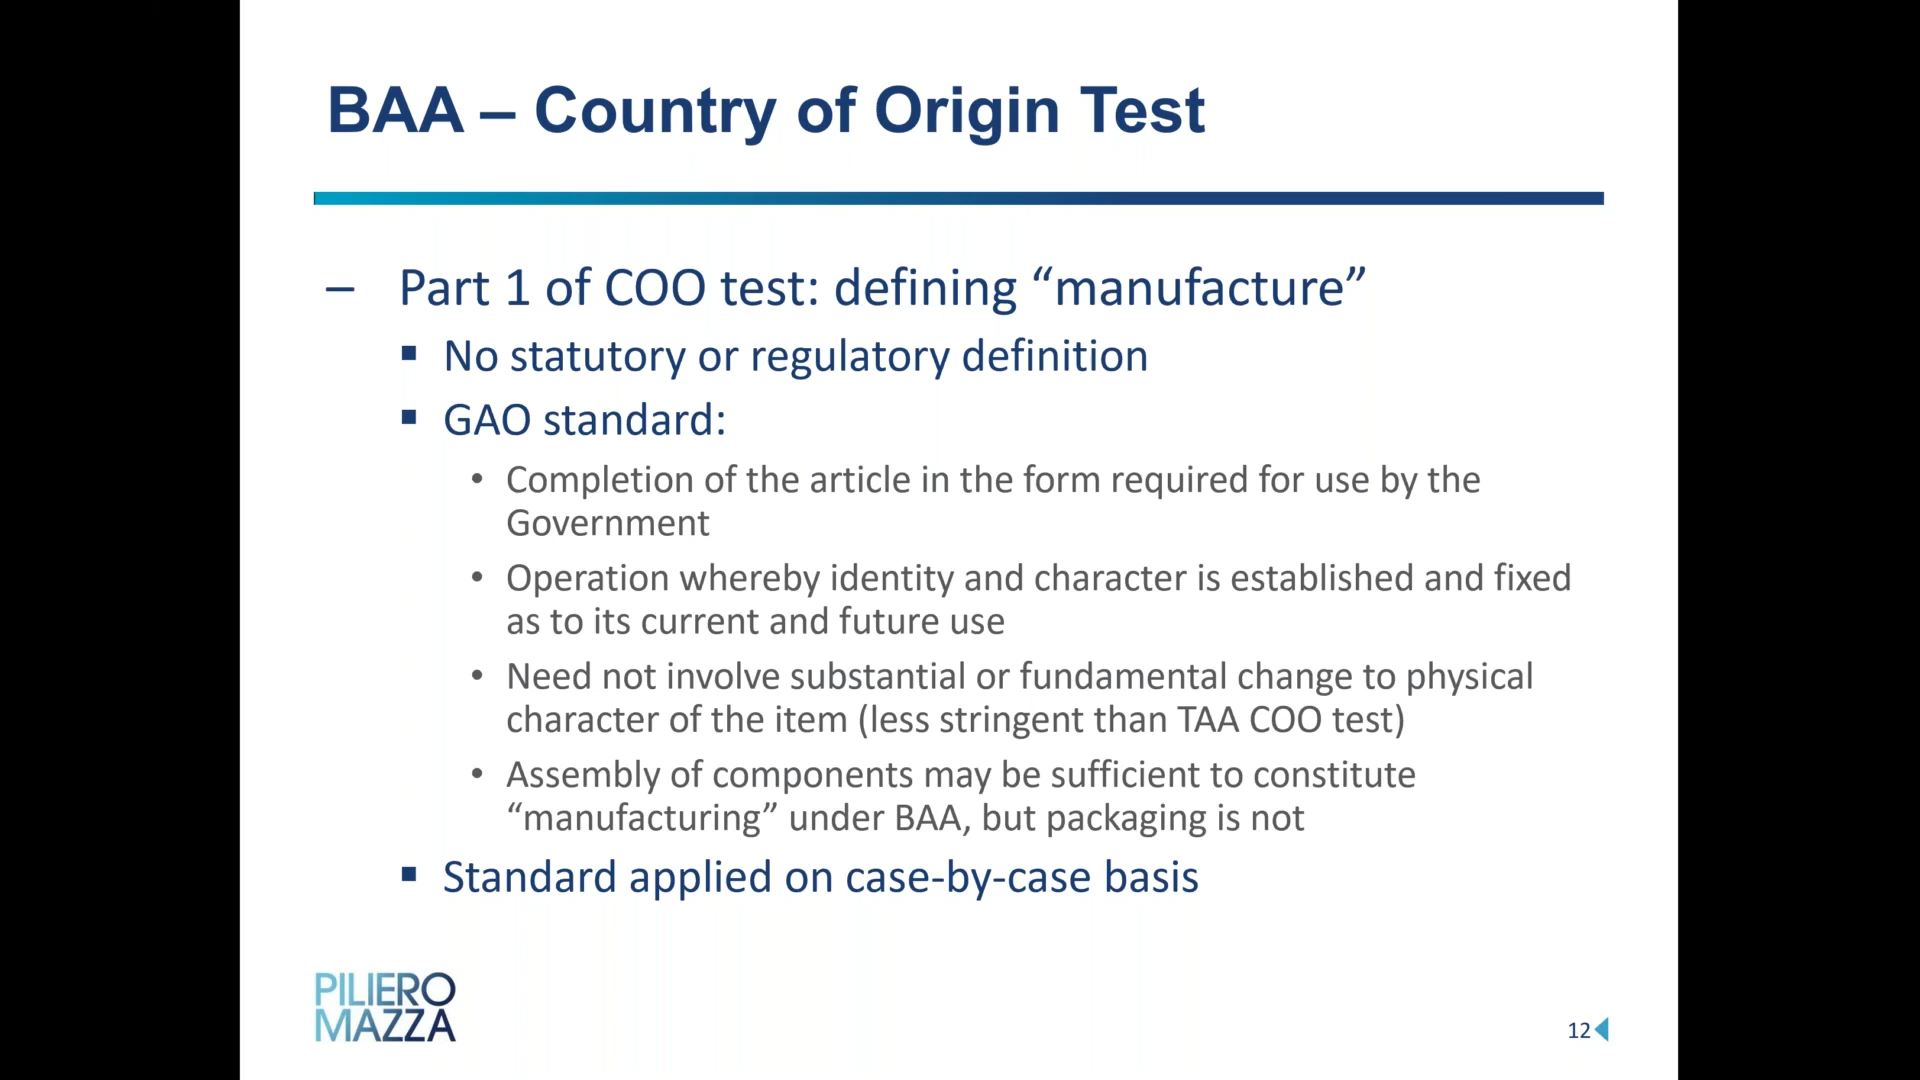 BAA – Country of Origin Test
– Part 1 of COO test: defining “manufacture”
▪ No statutory or regulatory definition
▪ GAO standard:
• Completion of the article in the form required for use by the
Government
• Operation whereby identity and character is established and fixed
as to its current and future use
• Need not involve substantial or fundamental change to physical
character of the item (less stringent than TAA COO test)
• Assembly of components may be sufficient to constitute
“manufacturing” under BAA, but packaging is not
▪ Standard applied on case-by-case basis
PILIERO
MAZZA
12